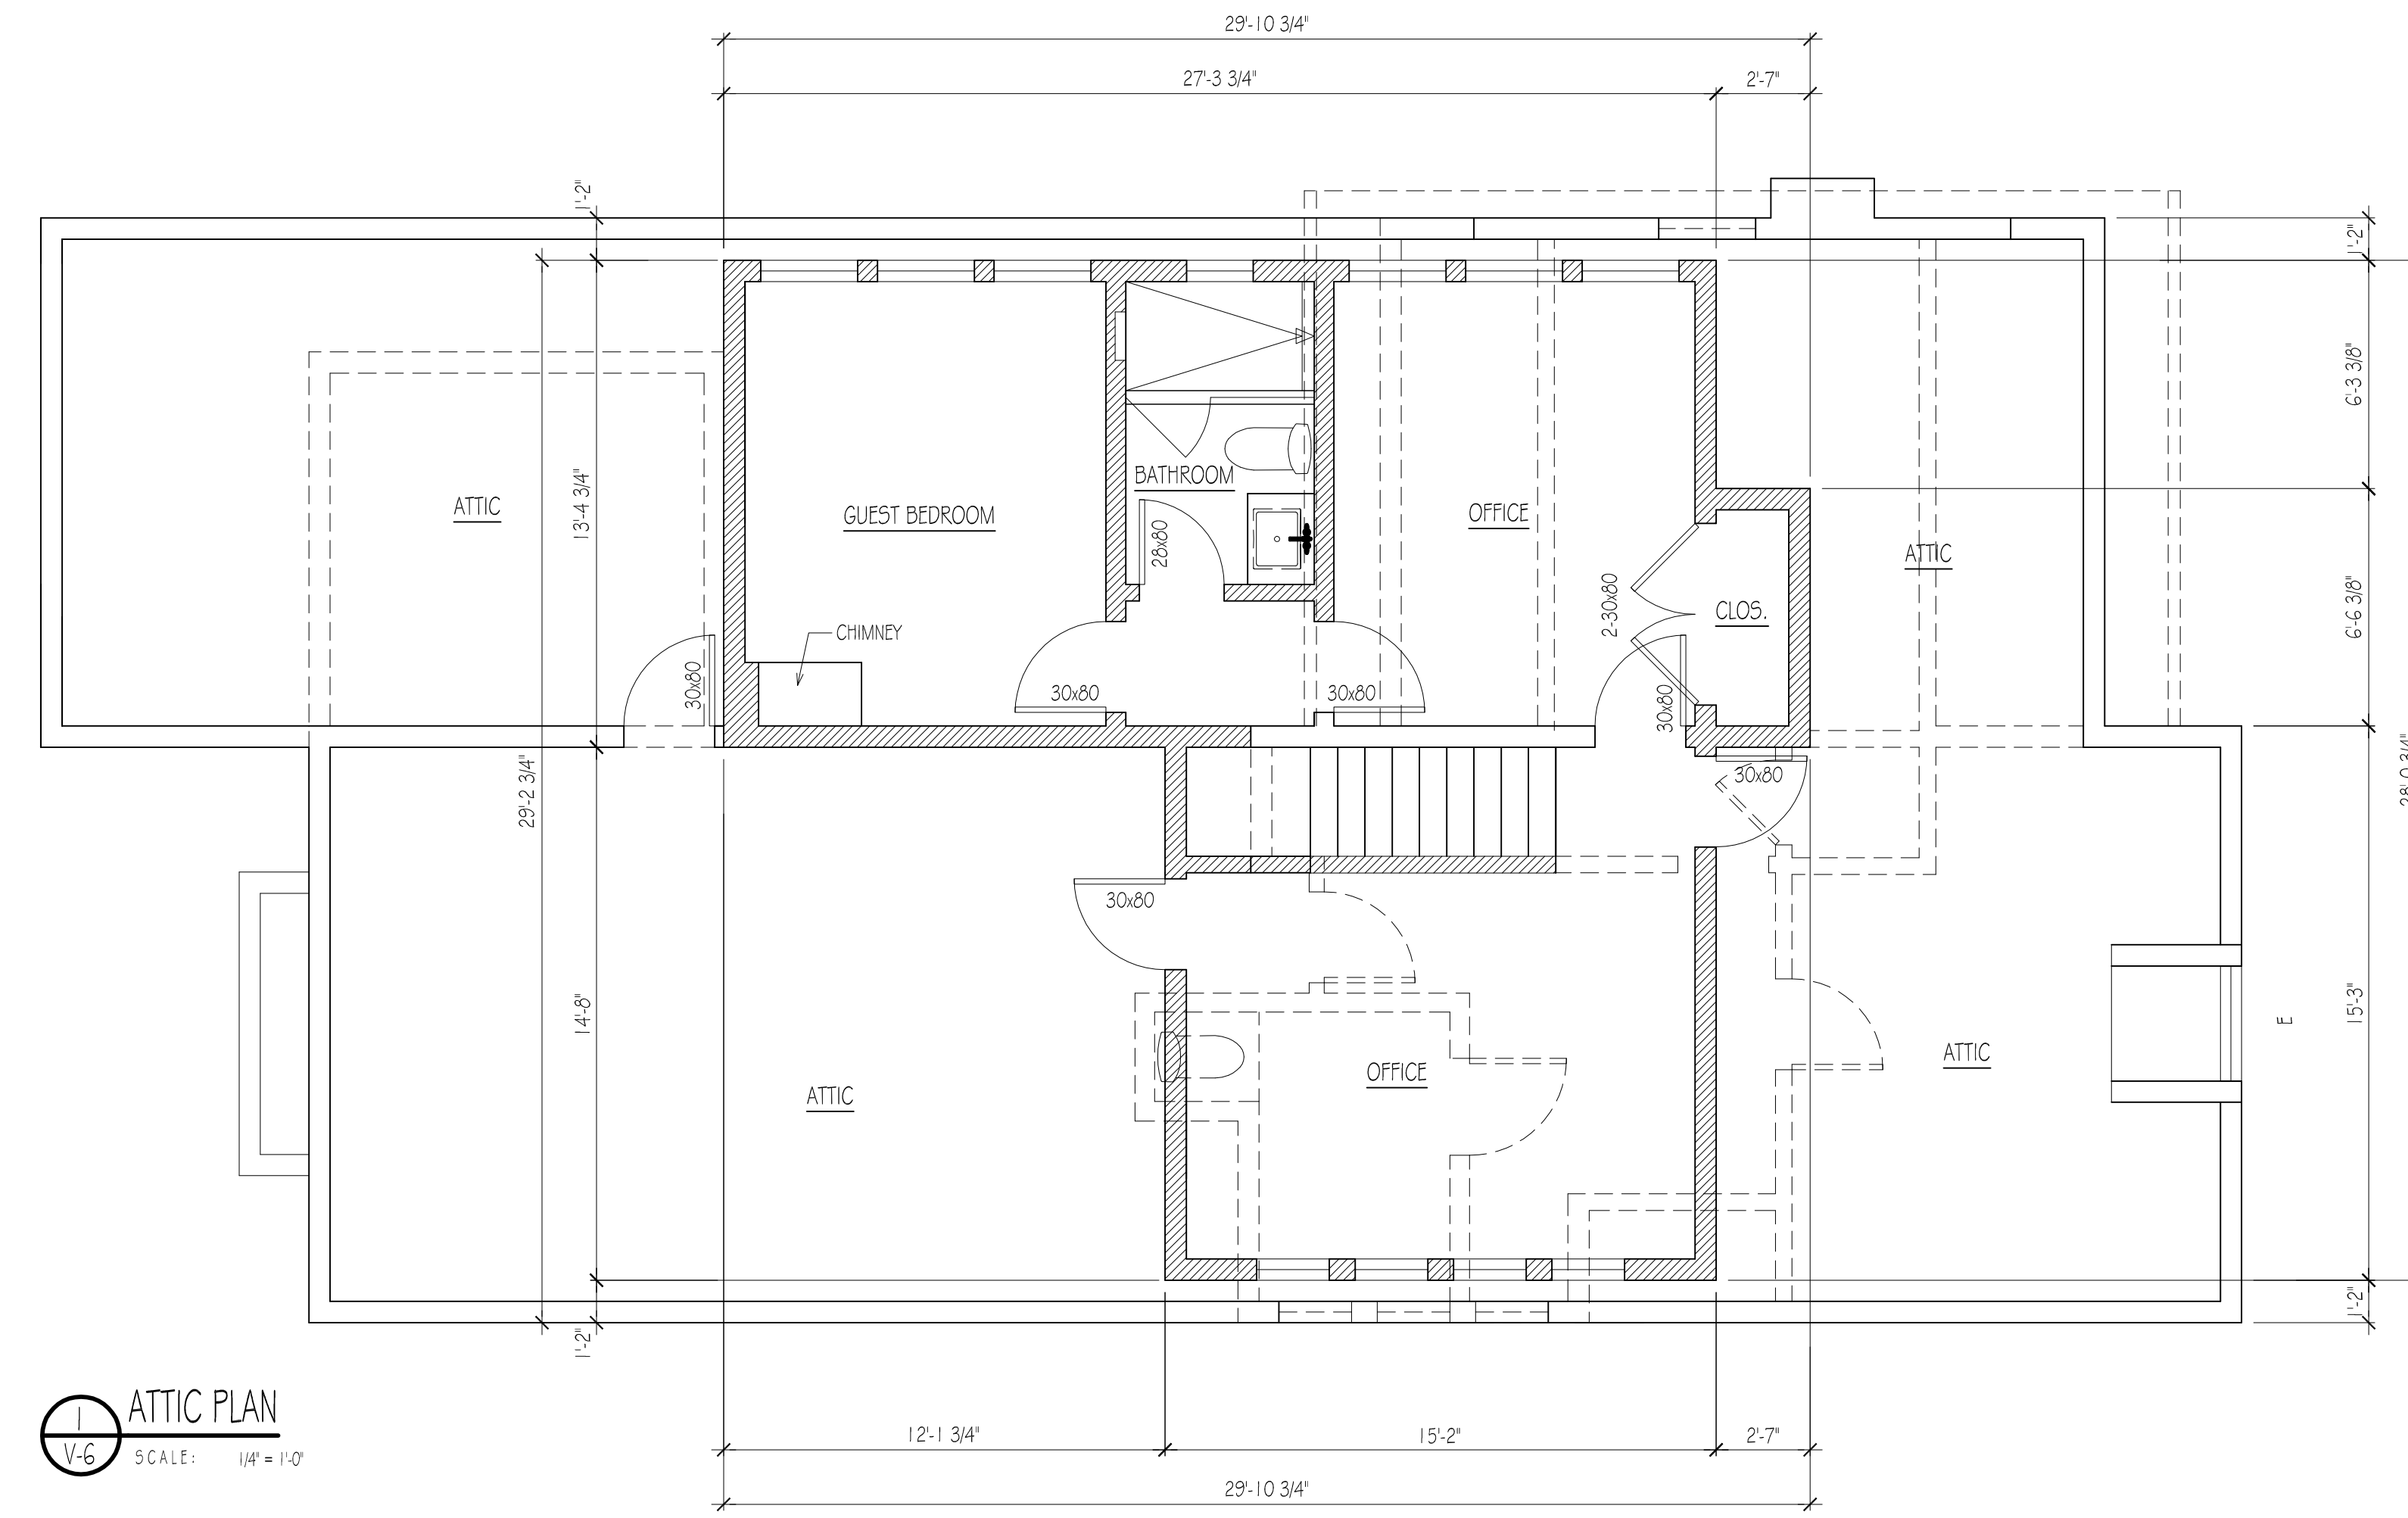 29'-10 3/4"
27'-3 3/4"
2'-7"
1'-2"
1'-2"
6'-3 3/8"
13'-4 3/4"
ATTIC
GUEST BEDROOM
BATHROOM
28x80
OFFICE
ATTIC
2-30x80
CLOS.
6'-6 3/8"
CHIMNEY
30x80
30x80
30x80
30x80
30x80
29'-2 3/4"
28'-0 3/4"
30x80
14'-8"
15'-3"
E
ATTIC
OFFICE
ATTIC
1'-2"
1'-2"
1
V-6
ATTIC PLAN
SCALE: 1/4" = 1'-0"
12'-1 3/4"
15'-2"
2'-7"
29'-10 3/4"